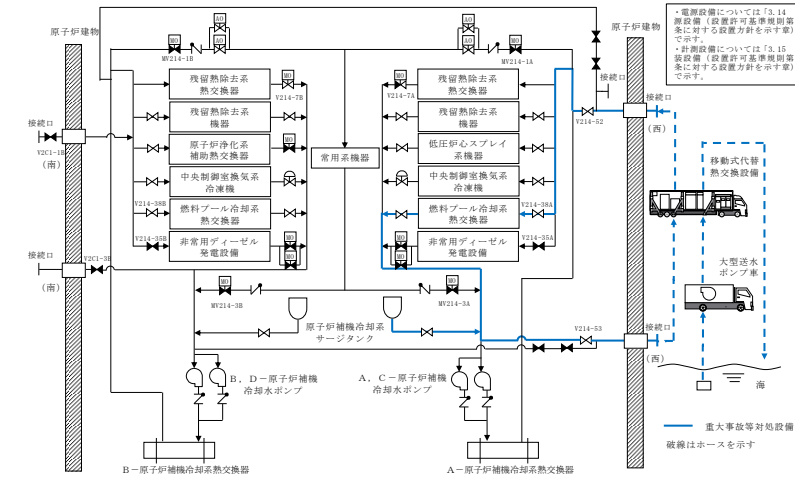 ・電源設備については「3.14
源設備（設置許可基準規則第
条に対する設置方針を示す章）
で示す。
・計測設備については「3.15
装設備（設置許可基準規則第
条に対する設置方針を示す章）
で示す。
原子炉建物
原子炉建物
AO
AO
AO
AO
MO
MO
MV214-1B
MV214-1A
接続口
残留熱除去系
熱交換器
MO
V214-7B
MO
V214-7A
残留熱除去系
熱交換器
接続口
（西）
V214-52
残留熱除去系
機器
残留熱除去系
機器
接続口
V2C1-1B
（南）
原子炉浄化系
補助熱交換器
MO
常用系機器
低圧炉心スプレイ
系機器
移動式代替
熱交換設備
中央制御室換気系
冷凍機
中央制御室換気系
冷凍機
V214-38B
燃料プール冷却系
熱交換器
燃料プール冷却系
熱交換器
V214-38A
V214-35B
非常用ディーゼル
発電設備
MO
MO
MO
MO
非常用ディーゼル
発電設備
V214-35A
接続口
V2C1-3B
（南）
大型送水
ポンプ車
MO
MV214-3B
MO
MV214-3A
原子炉補機冷却系
サージタンク
V214-53
接続口
（西）
B，D－原子炉補機
冷却水ポンプ
A，C－原子炉補機
冷却水ポンプ
海
重大事故等対処設備
破線はホースを示す
B－原子炉補機冷却系熱交換器
A－原子炉補機冷却系熱交換器